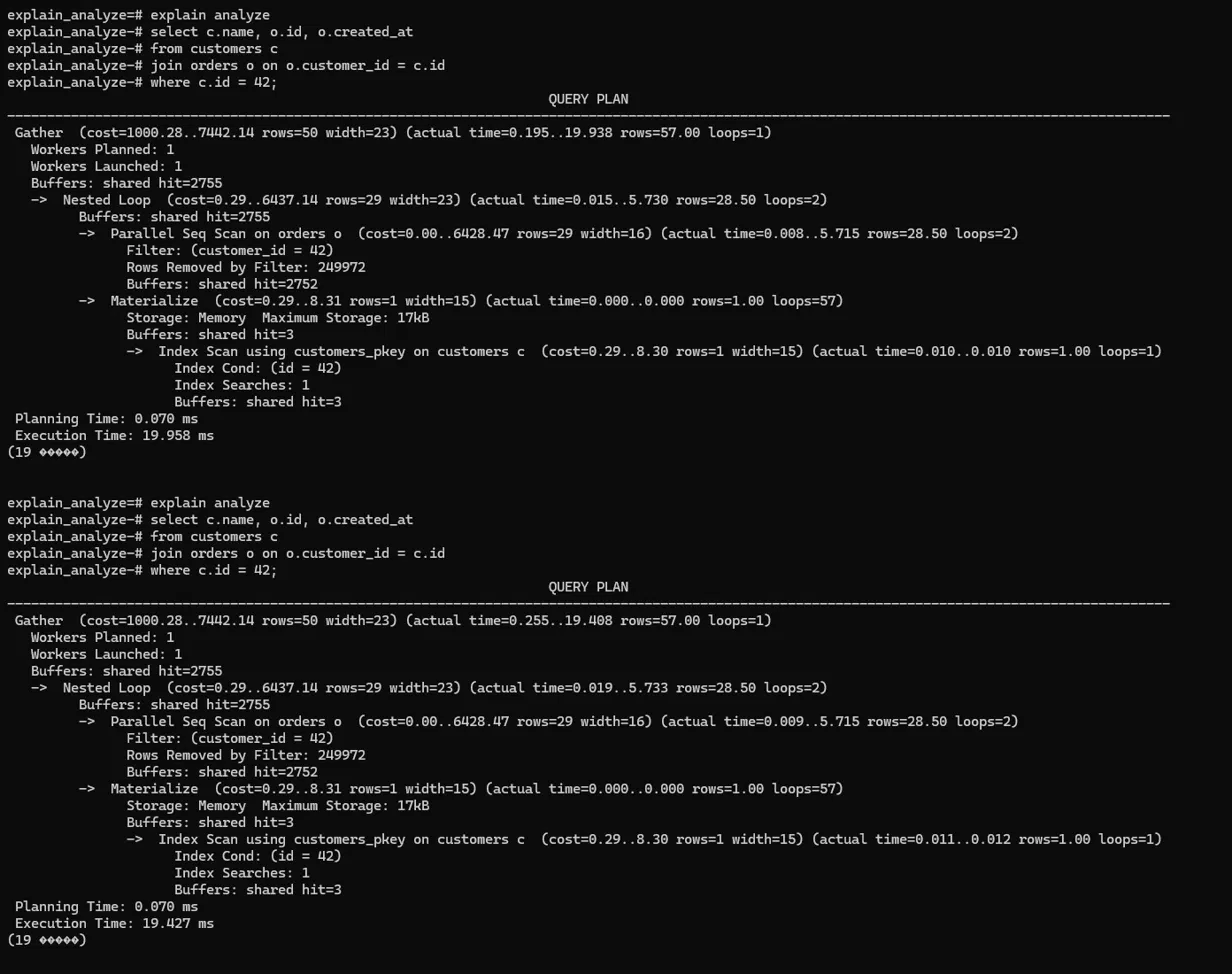 explain_analyze=# explain analyze
explain_analyze-# select c.name, o.id, o.created_at
explain_analyze-# from customers c
explain_analyze-# join orders o on o.customer_id = c.id
explain_analyze-# where c.id = 42;
QUERY PLAN
Gather  (cost=1000.28..7442.14 rows=50 width=23) (actual time=0.195..19.938 rows=57.00 loops=1)
Workers Planned: 1
Workers Launched: 1
Buffers: shared hit=2755
->  Nested Loop  (cost=0.29..6437.14 rows=29 width=23) (actual time=0.015..5.730 rows=28.50 loops=2)
Buffers: shared hit=2755
->  Parallel Seq Scan on orders o  (cost=0.00..6428.47 rows=29 width=16) (actual time=0.008..5.715 rows=28.50 loops=2)
Filter: (customer_id = 42)
Rows Removed by Filter: 249972
Buffers: shared hit=2752
->  Materialize  (cost=0.29..8.31 rows=1 width=15) (actual time=0.000..0.000 rows=1.00 loops=57)
Storage: Memory  Maximum Storage: 17kB
Buffers: shared hit=3
->  Index Scan using customers_pkey on customers c  (cost=0.29..8.30 rows=1 width=15) (actual time=0.010..0.010 rows=1.00 loops=1)
Index Cond: (id = 42)
Index Searches: 1
Buffers: shared hit=3
Planning Time: 0.070 ms
Execution Time: 19.958 ms
(19 �����)
explain_analyze=# explain analyze
explain_analyze-# select c.name, o.id, o.created_at
explain_analyze-# from customers c
explain_analyze-# join orders o on o.customer_id = c.id
explain_analyze-# where c.id = 42;
QUERY PLAN
Gather  (cost=1000.28..7442.14 rows=50 width=23) (actual time=0.255..19.408 rows=57.00 loops=1)
Workers Planned: 1
Workers Launched: 1
Buffers: shared hit=2755
->  Nested Loop  (cost=0.29..6437.14 rows=29 width=23) (actual time=0.019..5.733 rows=28.50 loops=2)
Buffers: shared hit=2755
->  Parallel Seq Scan on orders o  (cost=0.00..6428.47 rows=29 width=16) (actual time=0.009..5.715 rows=28.50 loops=2)
Filter: (customer_id = 42)
Rows Removed by Filter: 249972
Buffers: shared hit=2752
->  Materialize  (cost=0.29..8.31 rows=1 width=15) (actual time=0.000..0.000 rows=1.00 loops=57)
Storage: Memory  Maximum Storage: 17kB
Buffers: shared hit=3
->  Index Scan using customers_pkey on customers c  (cost=0.29..8.30 rows=1 width=15) (actual time=0.011..0.012 rows=1.00 loops=1)
Index Cond: (id = 42)
Index Searches: 1
Buffers: shared hit=3
Planning Time: 0.070 ms
Execution Time: 19.427 ms
(19 �����)